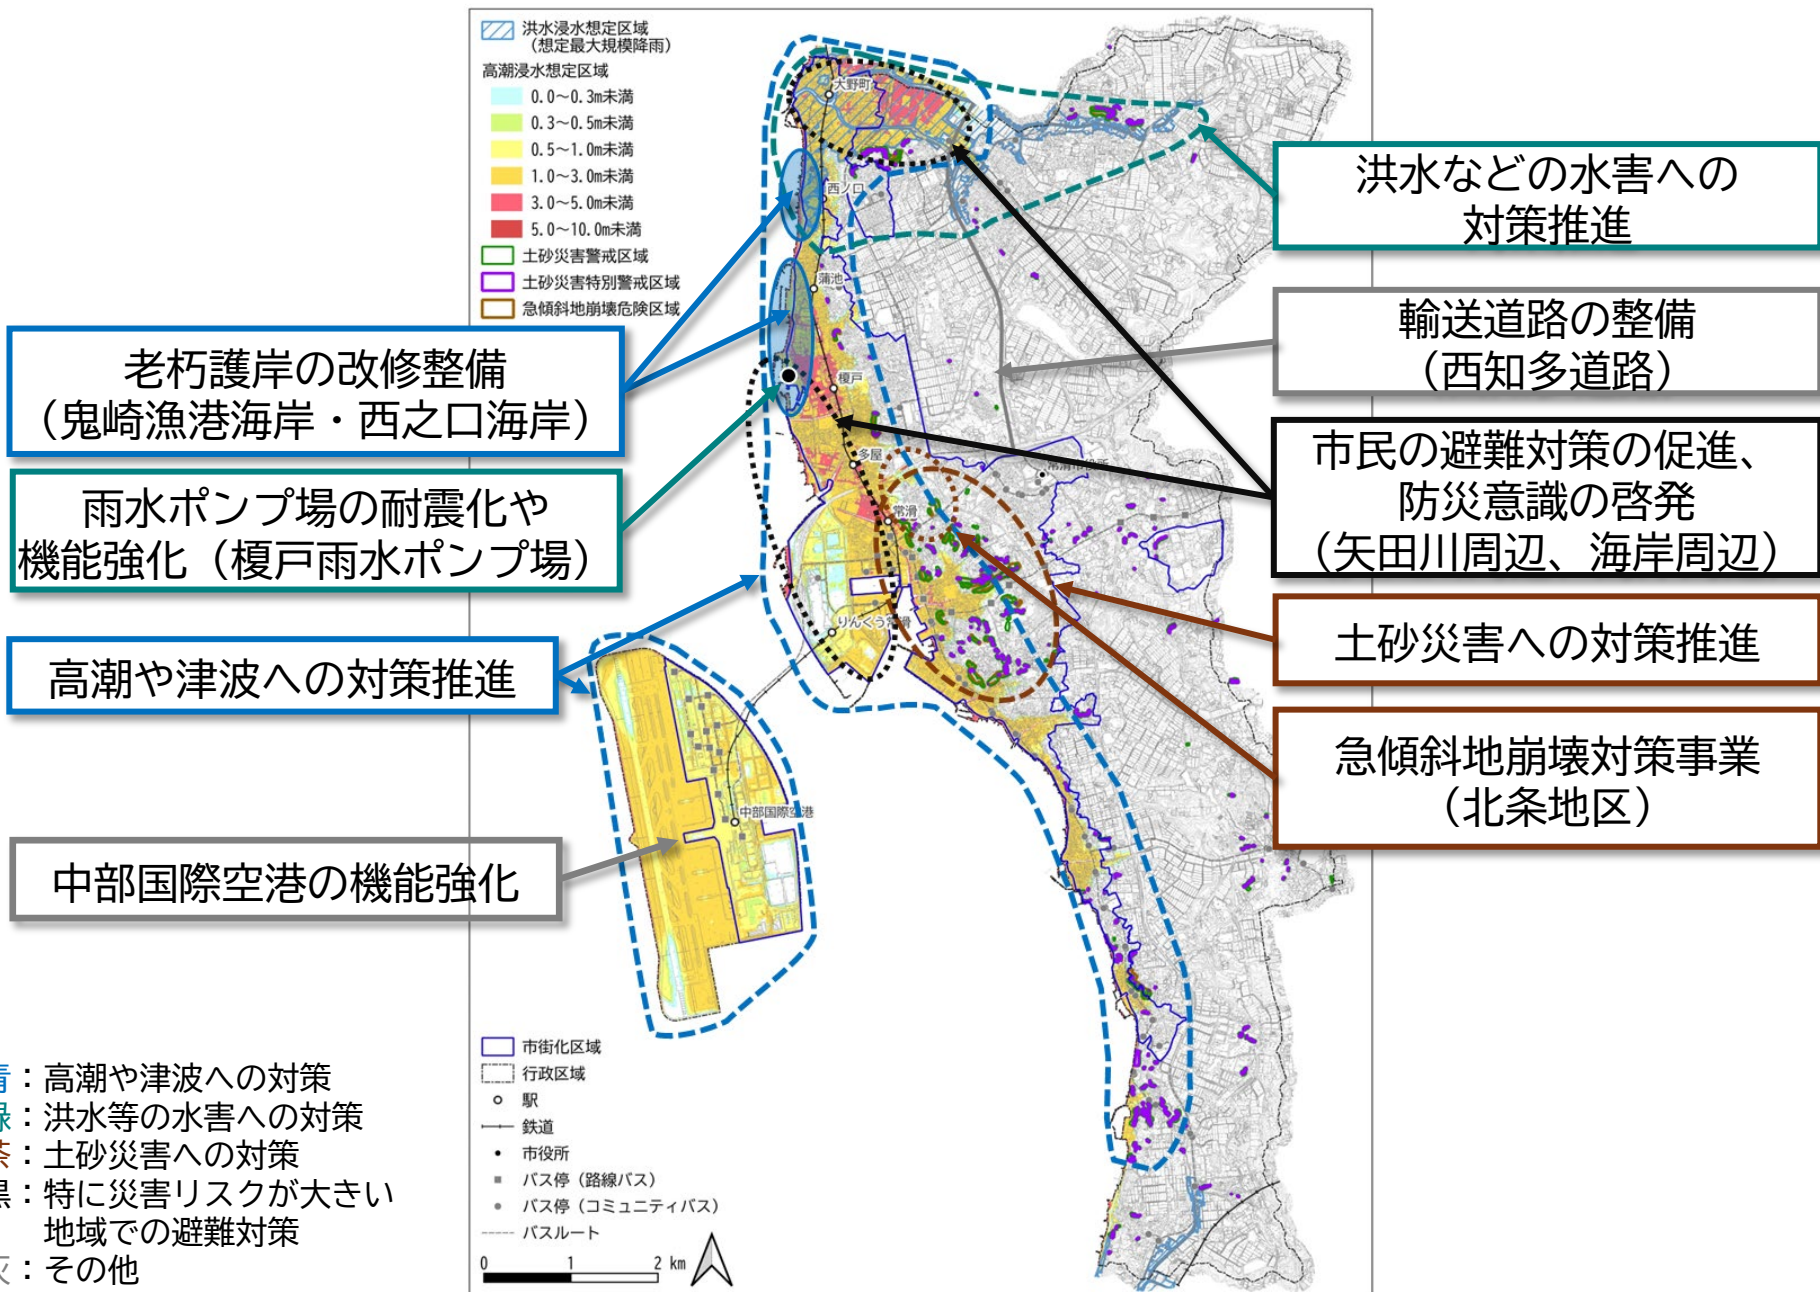 洪水浸水想定区域
（想定最大規模降雨）
高潮浸水想定区域
0.0～0.3m未満
0.3～0.5m未満
0.5～1.0m未満
1.0～3.0m未満
3.0～5.0m未満
5.0～10.0m未満
土砂災害警戒区域
土砂災害特別警戒区域
急傾斜地崩壊危険区域
大野町
西ノ口
蒲池
榎戸
多屋
常滑市役所
常滑
りんくう常滑
中部国際空港
洪水などの水害への
対策推進
輸送道路の整備
（西知多道路）
市民の避難対策の促進、
防災意識の啓発
（矢田川周辺、海岸周辺）
土砂災害への対策推進
急傾斜地崩壊対策事業
（北条地区）
老朽護岸の改修整備
（鬼崎漁港海岸・西之口海岸）
雨水ポンプ場の耐震化や
機能強化（榎戸雨水ポンプ場）
高潮や津波への対策推進
中部国際空港の機能強化
青：高潮や津波への対策
緑：洪水等の水害への対策
茶：土砂災害への対策
黒：特に災害リスクが大きい
地域での避難対策
灰：その他
市街化区域
行政区域
駅
鉄道
市役所
バス停（路線バス）
バス停（コミュニティバス）
バスルート
0 1 2 km